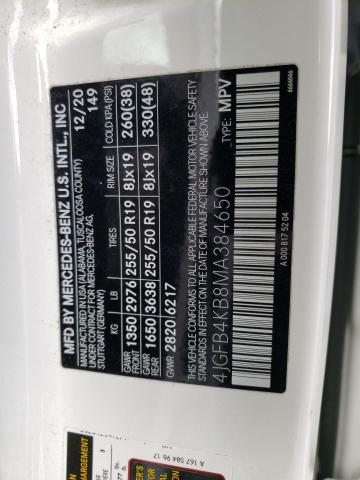 MFD BY MERCEDES-BENZ U.S. INTL., INC
MANUFACTURED IN USA (ALABAMA, TUSCALOOSA COUNTY) 12/20
UNDER CONTRACT FOR MERCEDES-BENZ AG, 149
STUTTGART (GERMANY)
KG LB TIRES RIM SIZE COLD KPA (PSI)
GAWR FRONT 1350 2976 255/50 R19 8Jx19 260(38)
GAWR REAR 1650 3638 255/50 R19 8Jx19 330(48)
GVWR 2820 6217
THIS VEHICLE CONFORMS TO ALL APPLICABLE FEDERAL MOTOR VEHICLE SAFETY
STANDARDS IN EFFECT ON THE DATE OF MANUFACTURE SHOWN ABOVE.
4JGFB4KB8MA384650 TYPE: MPV
A 000 817 52 04
A 167 584 96 17